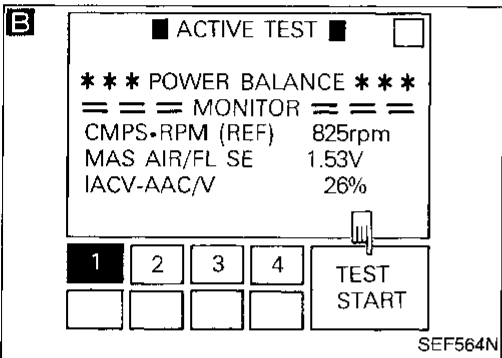 B
■ ACTIVE TEST ■
＊＊＊ POWER BALANCE ＊＊＊
= = = MONITOR = = =
CMPS•RPM (REF) 825rpm
MAS AIR/FL SE 1.53V
IACV-AAC/V 26%
1 2 3 4
TEST
START
SEF564N